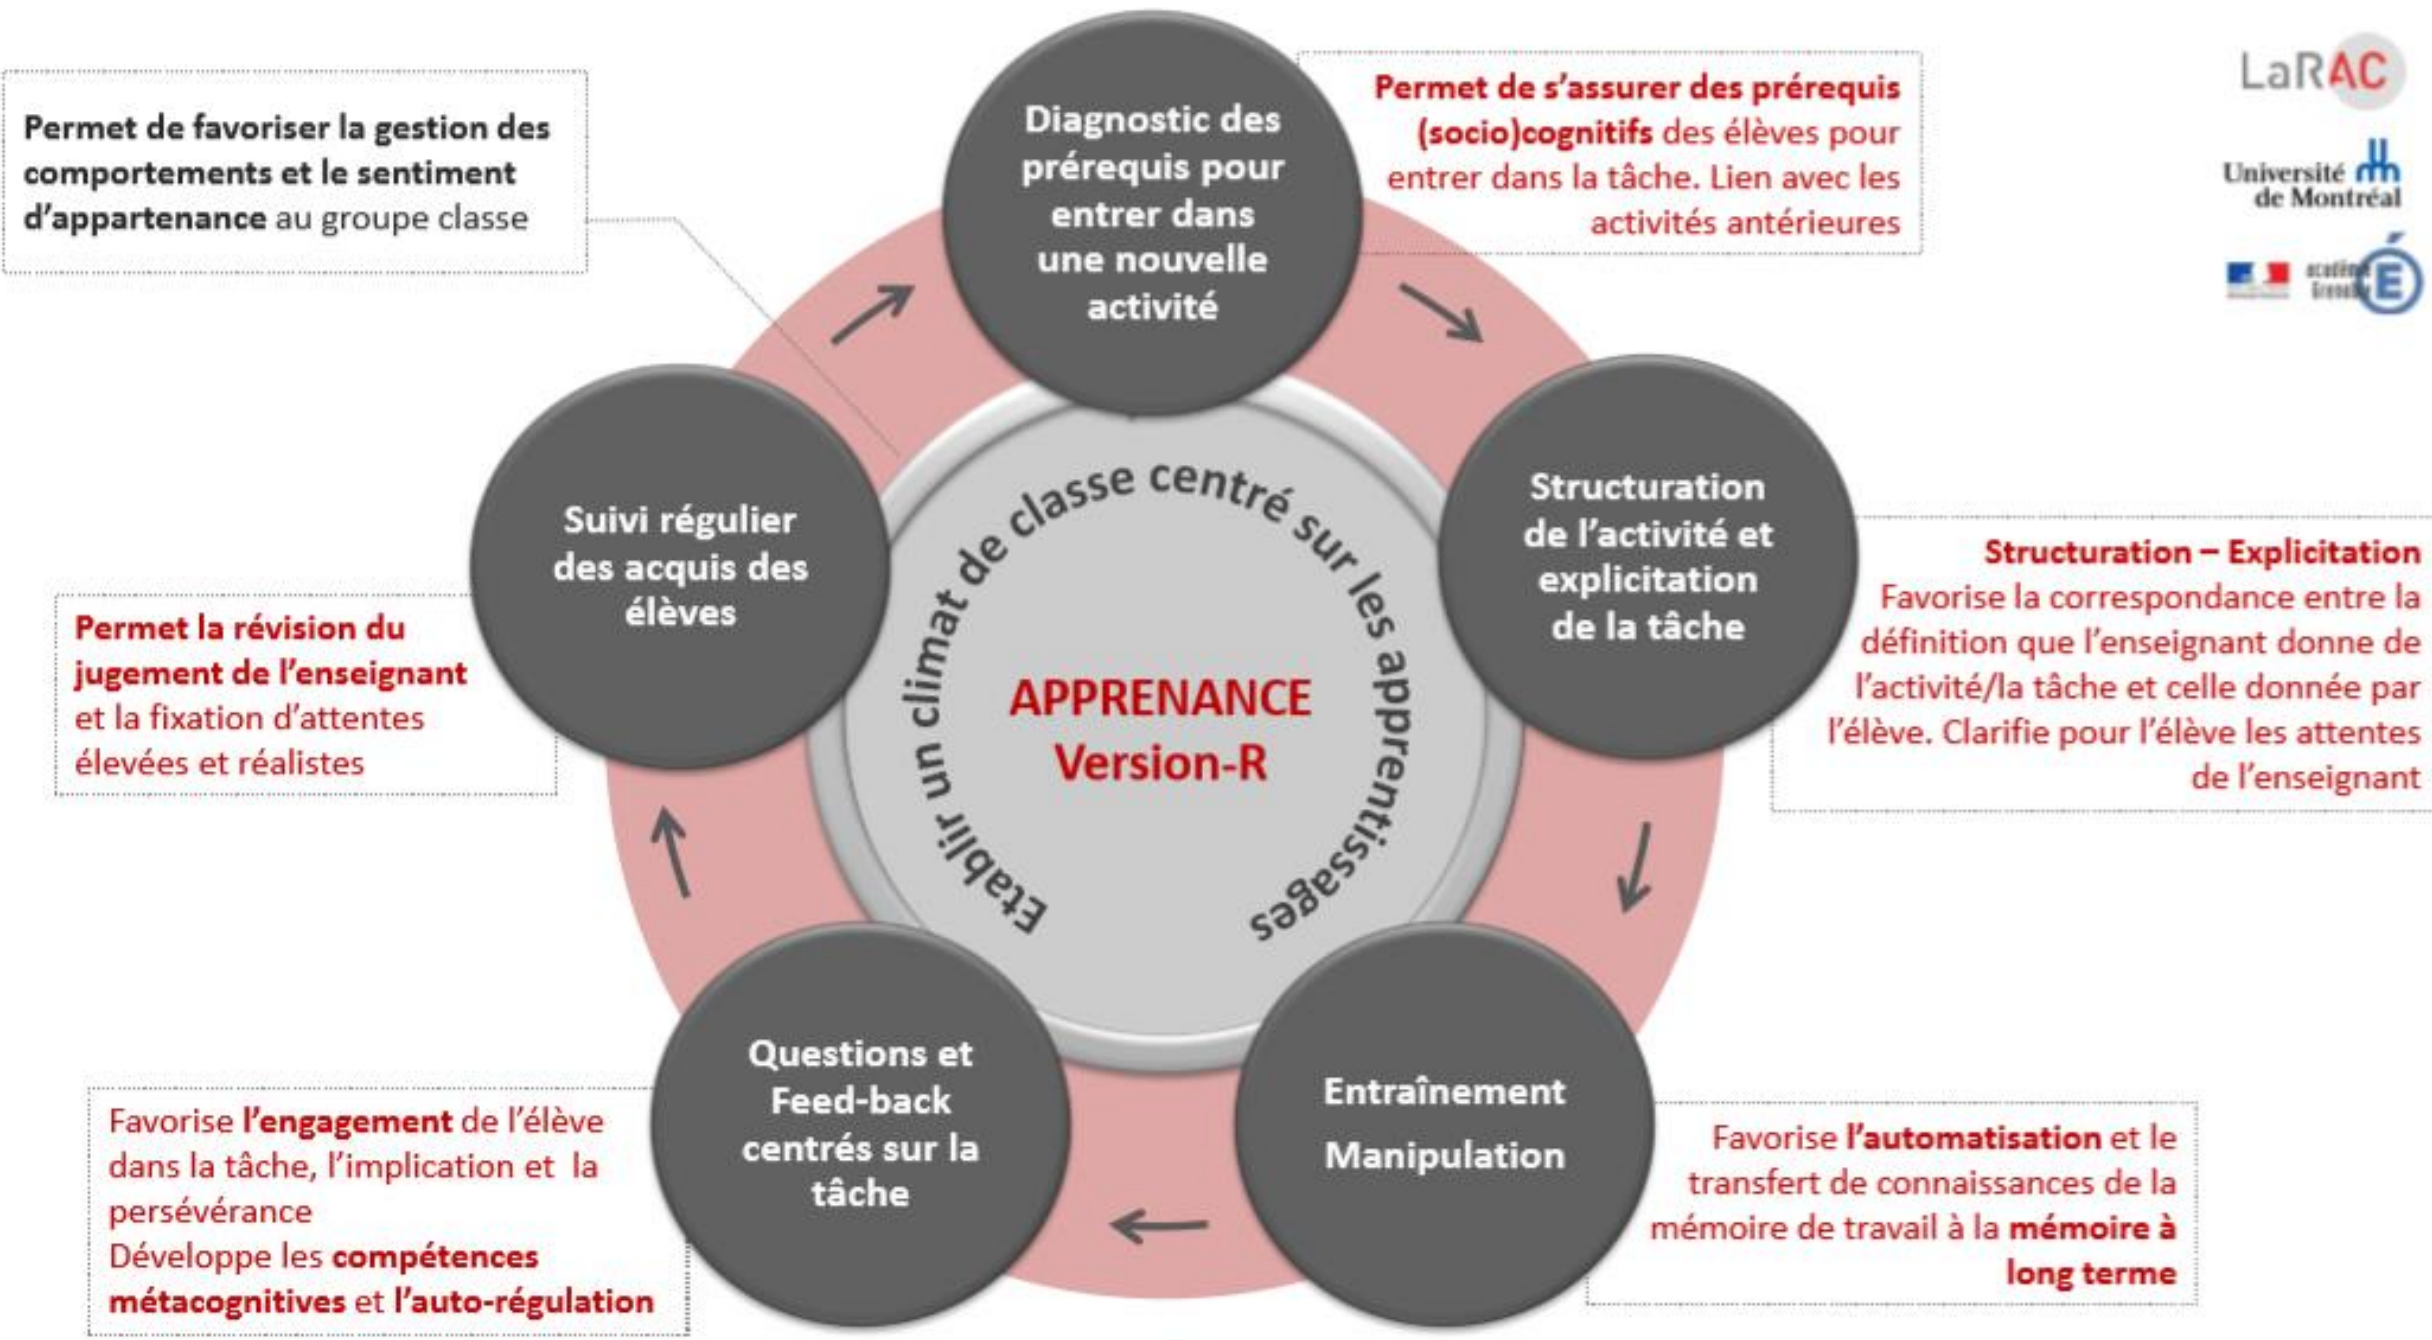 Permet de favoriser la gestion des
comportements et le sentiment
d'appartenance au groupe classe
Diagnostic des
prérequis pour
entrer dans
une nouvelle
activité
Permet de s'assurer des prérequis
(socio)cognitifs des élèves pour
entrer dans la tâche. Lien avec les
activités antérieures
LaRAC
Université
de Montréal
Structuration
de l'activité et
explicitation
de la tâche
Structuration – Explicitation
Favorise la correspondance entre la
définition que l'enseignant donne de
l'activité/la tâche et celle donnée par
l'élève. Clarifie pour l'élève les attentes
de l'enseignant
Entraînement
Manipulation
Favorise l'automatisation et le
transfert de connaissances de la
mémoire de travail à la mémoire à
long terme
Questions et
Feed-back
centrés sur la
tâche
Favorise l'engagement de l'élève
dans la tâche, l'implication et la
persévérance
Développe les compétences
métacognitives et l'auto-régulation
Suivi régulier
des acquis des
élèves
Permet la révision du
jugement de l'enseignant
et la fixation d'attentes
élevées et réalistes
Etablir un climat de classe centré sur les apprentissages
APPRENANCE
Version-R